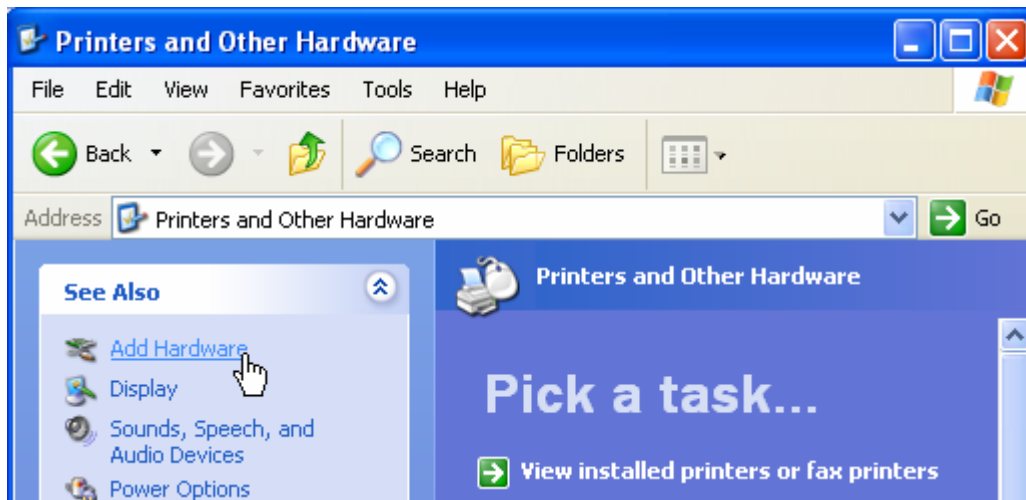 Printers and Other Hardware
File Edit View Favorites Tools Help
Back Search Folders
Address Printers and Other Hardware Go
See Also
Add Hardware
Display
Sounds, Speech, and
Audio Devices
Power Options
Printers and Other Hardware
Pick a task...
View installed printers or fax printers